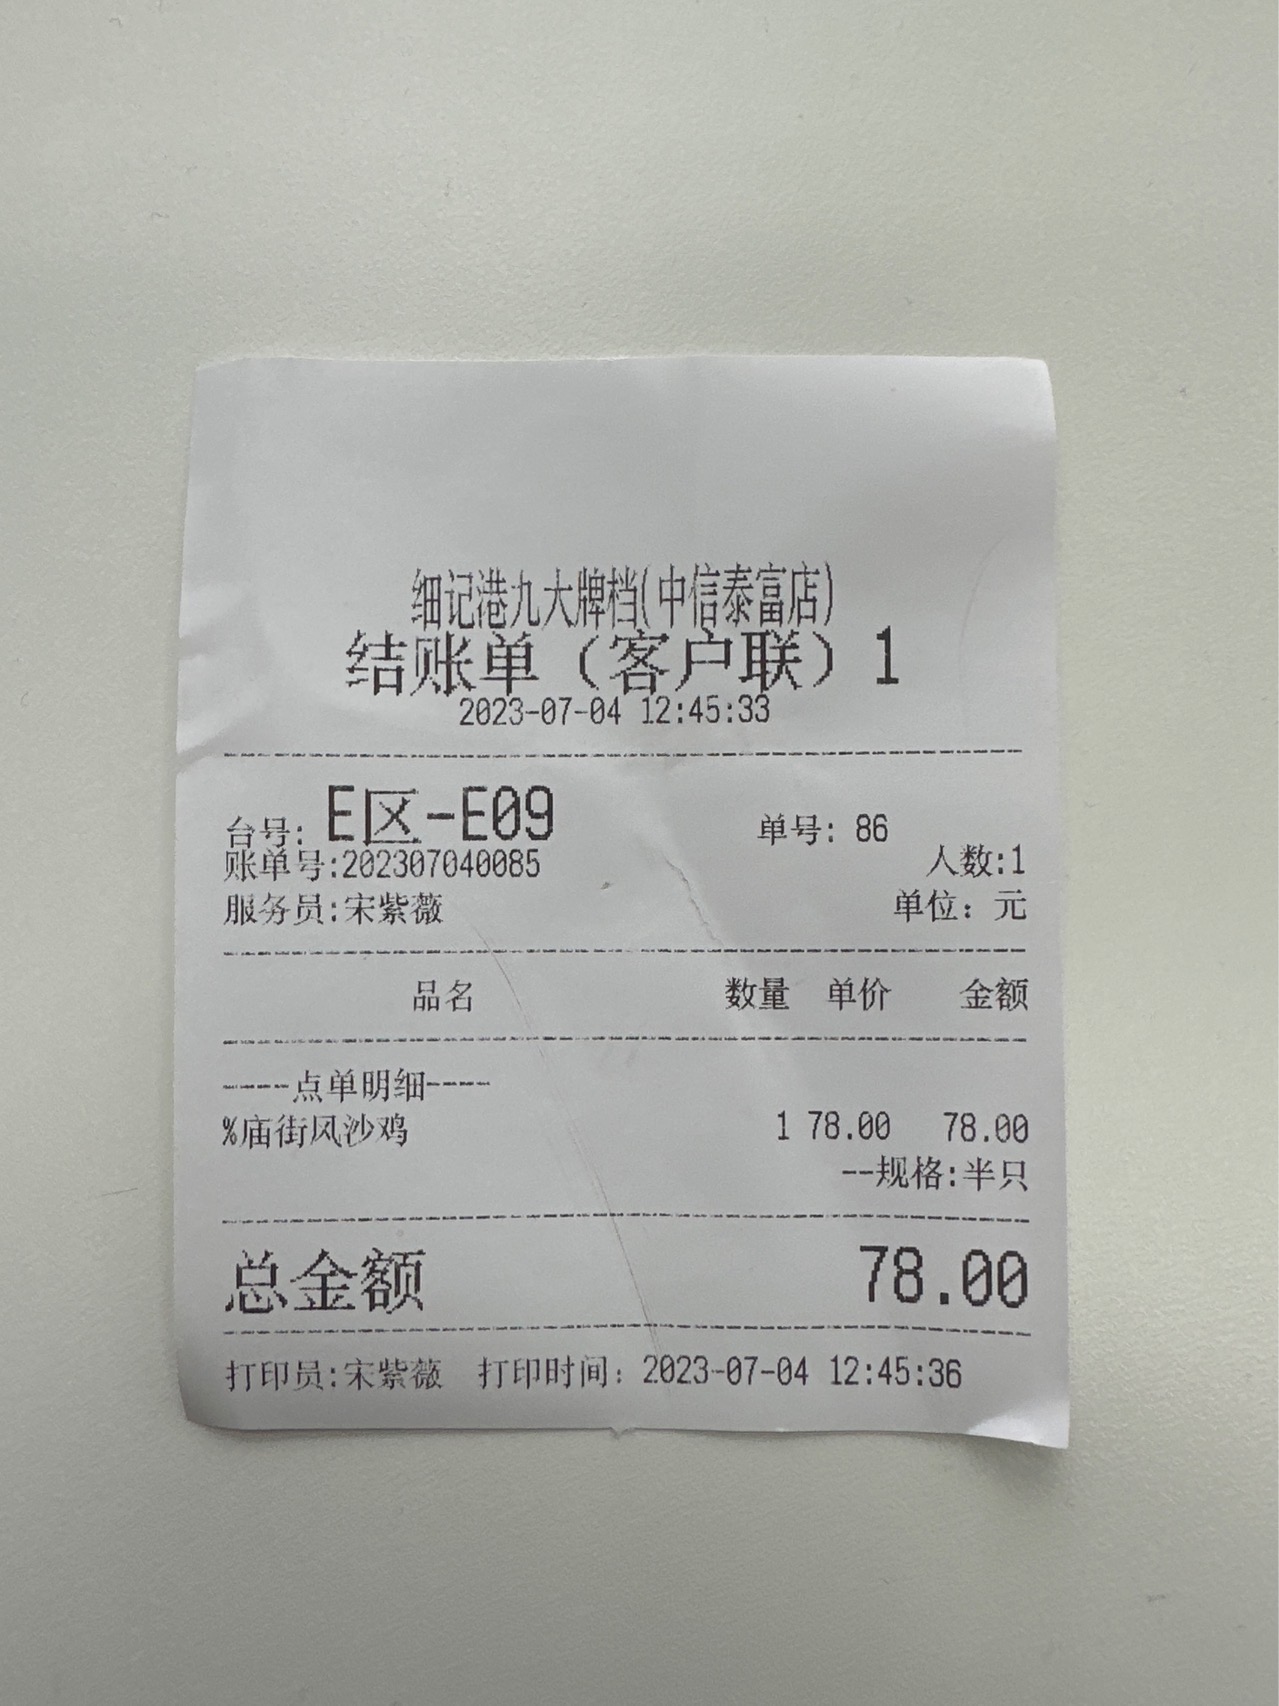 细记港九大牌档(中信泰富店)
结账单（客户联）1
2023-07-04 12:45:33
台号: E区-E09 单号: 86
账单号:202307040085 人数:1
服务员:宋紫薇 单位: 元
品名 数量 单价 金额
----点单明细----
%庙街风沙鸡 1 78.00 78.00
--规格:半只
总金额 78.00
打印员:宋紫薇 打印时间: 2023-07-04 12:45:36